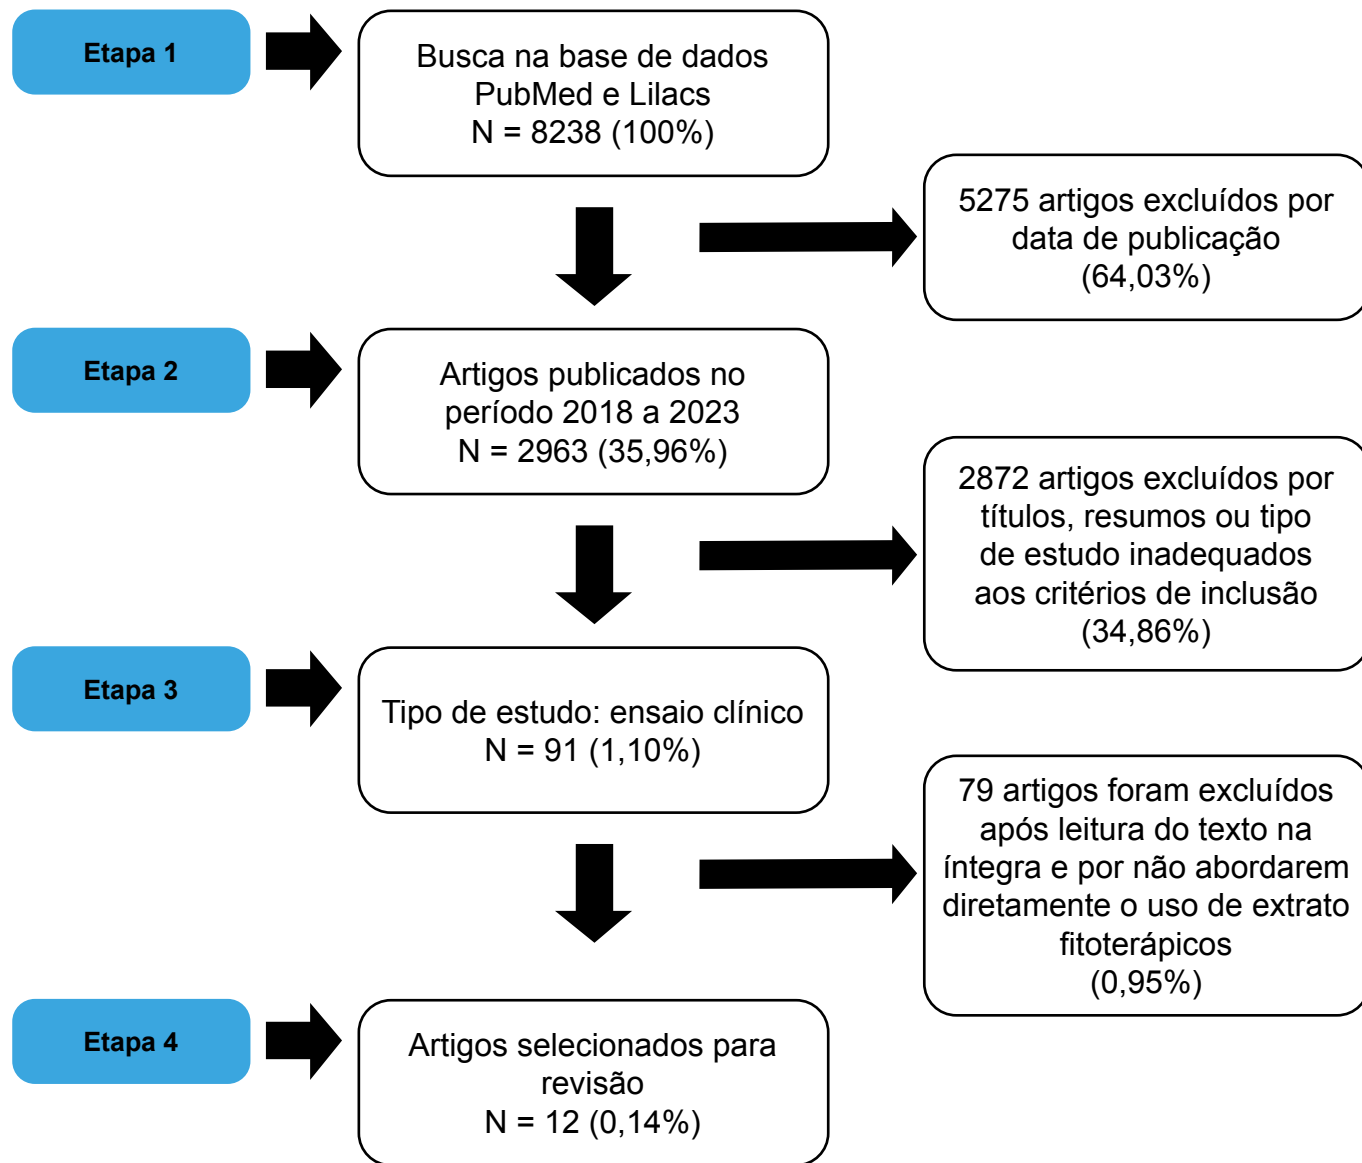 Etapa 1
Busca na base de dados
PubMed e Lilacs
N = 8238 (100%)
5275 artigos excluídos por
data de publicação
(64,03%)
Etapa 2
Artigos publicados no
período 2018 a 2023
N = 2963 (35,96%)
2872 artigos excluídos por
títulos, resumos ou tipo
de estudo inadequados
aos critérios de inclusão
(34,86%)
Etapa 3
Tipo de estudo: ensaio clínico
N = 91 (1,10%)
79 artigos foram excluídos
após leitura do texto na
íntegra e por não abordarem
diretamente o uso de extrato
fitoterápicos
(0,95%)
Etapa 4
Artigos selecionados para
revisão
N = 12 (0,14%)